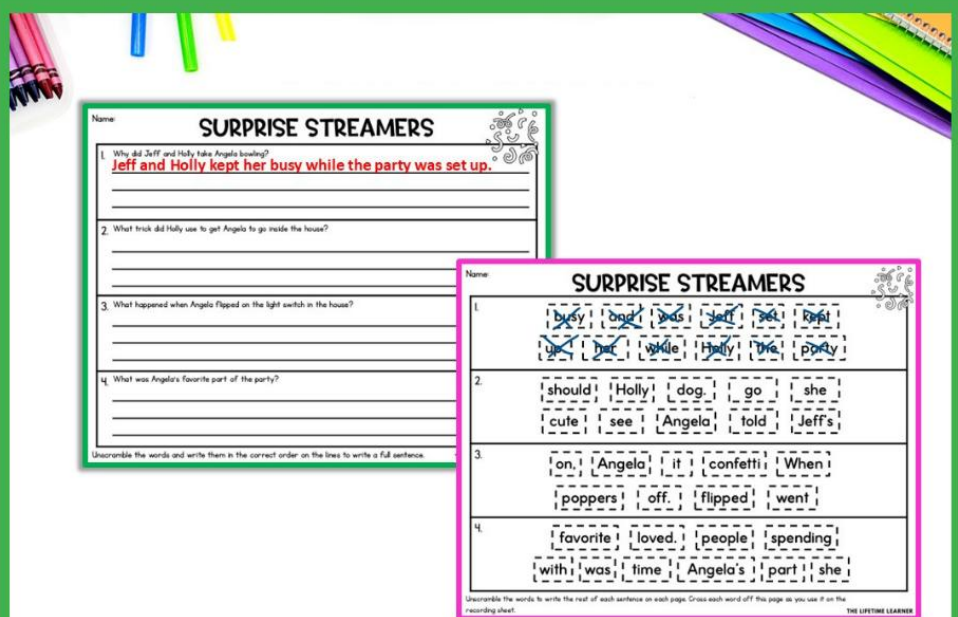 Name:
SURPRISE STREAMERS
1. Why did Jeff and Holly take Angela bowling?
Jeff and Holly kept her busy while the party was set up.
2. What trick did Holly use to get Angela to go inside the house?
3. What happened when Angela flipped on the light switch in the house?
4. What was Angela's favorite part of the party?
Unscramble the words and write them in the correct order on the lines to write a full sentence.
Name:
SURPRISE STREAMERS
1. busy and was Jeff set kept
up. her while Holly the party
2. should Holly dog. go she
cute see Angela told Jeff's
3. on, Angela it confetti When
poppers off. flipped went
4. favorite loved. people spending
with was time Angela's part she
Unscramble the words to write the rest of each sentence on each page. Cross each word off this page as you use it on the
recording sheet.
THE LIFETIME LEARNER